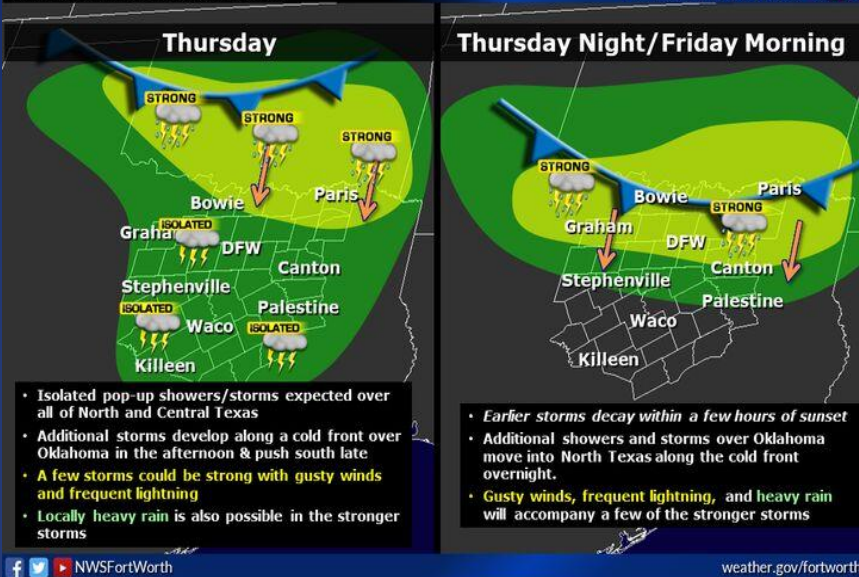 Thursday
STRONG
STRONG
STRONG
Bowie
Paris
Graha
ISOLATED
DFW
Canton
Stephenville
ISOLATED
Palestine
Waco
ISOLATED
Killeen
• Isolated pop-up showers/storms expected over
all of North and Central Texas
• Additional storms develop along a cold front over
Oklahoma in the afternoon & push south late
• A few storms could be strong with gusty winds
and frequent lightning
• Locally heavy rain is also possible in the stronger
storms
Thursday Night/Friday Morning
STRONG
Bowie
Paris
STRONG
Graham
DFW
Canton
Stephenville
Palestine
Waco
Killeen
• Earlier storms decay within a few hours of sunset
• Additional showers and storms over Oklahoma
move into North Texas along the cold front
overnight.
• Gusty winds, frequent lightning, and heavy rain
will accompany a few of the stronger storms
NWSFortWorth
weather.gov/fortworth